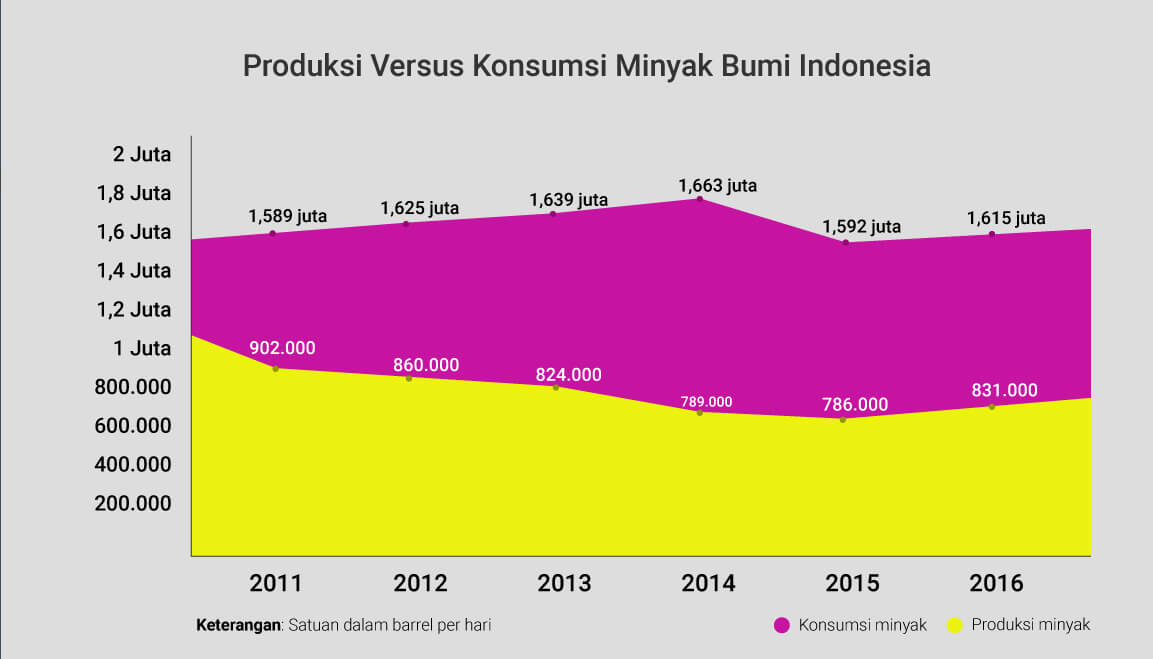 Produksi Versus Konsumsi Minyak Bumi Indonesia
2 Juta
1,8 Juta
1,6 Juta
1,4 Juta
1,2 Juta
1 Juta
800.000
600.000
400.000
200.000
1,589 juta
1,625 juta
1,639 juta
1,663 juta
1,592 juta
1,615 juta
902.000
860.000
824.000
789.000
786.000
831.000
2011 2012 2013 2014 2015 2016
Keterangan: Satuan dalam barrel per hari
Konsumsi minyak
Produksi minyak